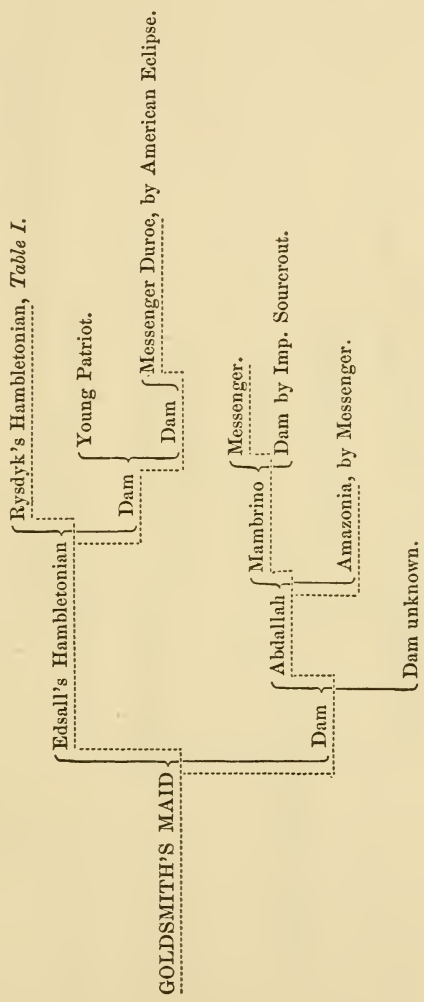 Rysdyk's Hambletonian, Table I.
Edsall's Hambletonian
Young Patriot.
Dam
Messenger Duroc, by American Eclipse.
Dam
GOLDSMITH'S MAID
Messenger.
Mambrino
Dam by Imp. Sourcrout.
Abdallah
Amazonia, by Messenger.
Dam
Dam unknown.